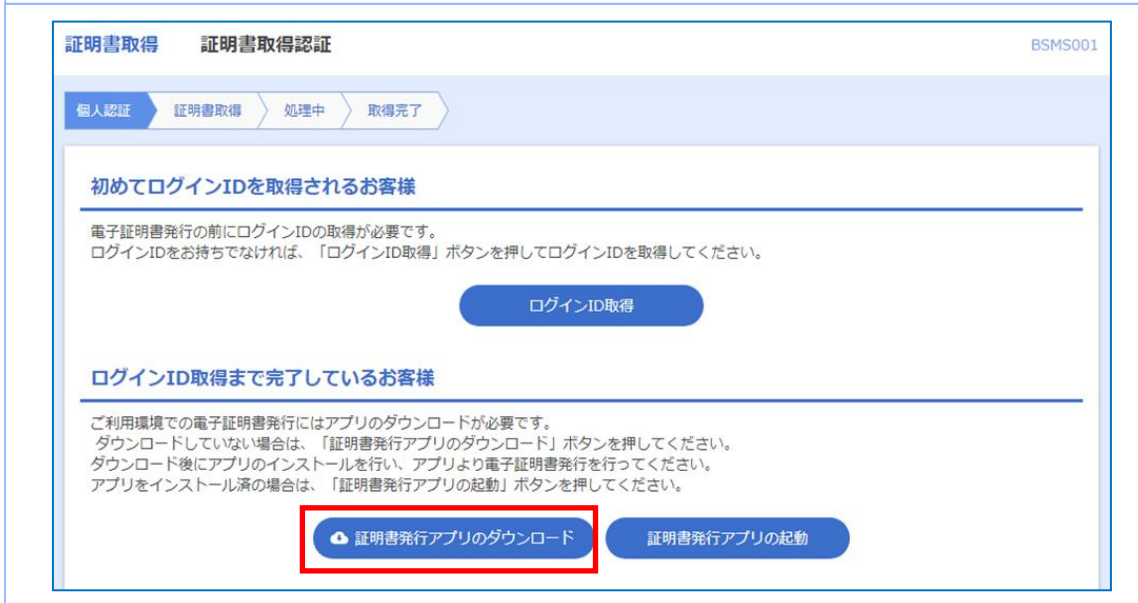 証明書取得 証明書取得認証 BSMS001
個人認証 証明書取得 処理中 取得完了
初めてログインIDを取得されるお客様
電子証明書発行の前にログインIDの取得が必要です。
ログインIDをお持ちでなければ、「ログインID取得」ボタンを押してログインIDを取得してください。
ログインID取得
ログインID取得まで完了しているお客様
ご利用環境での電子証明書発行にはアプリのダウンロードが必要です。
ダウンロードしていない場合は、「証明書発行アプリのダウンロード」ボタンを押してください。
ダウンロード後にアプリのインストールを行い、アプリより電子証明書発行を行ってください。
アプリをインストール済の場合は、「証明書発行アプリの起動」ボタンを押してください。
証明書発行アプリのダウンロード 証明書発行アプリの起動